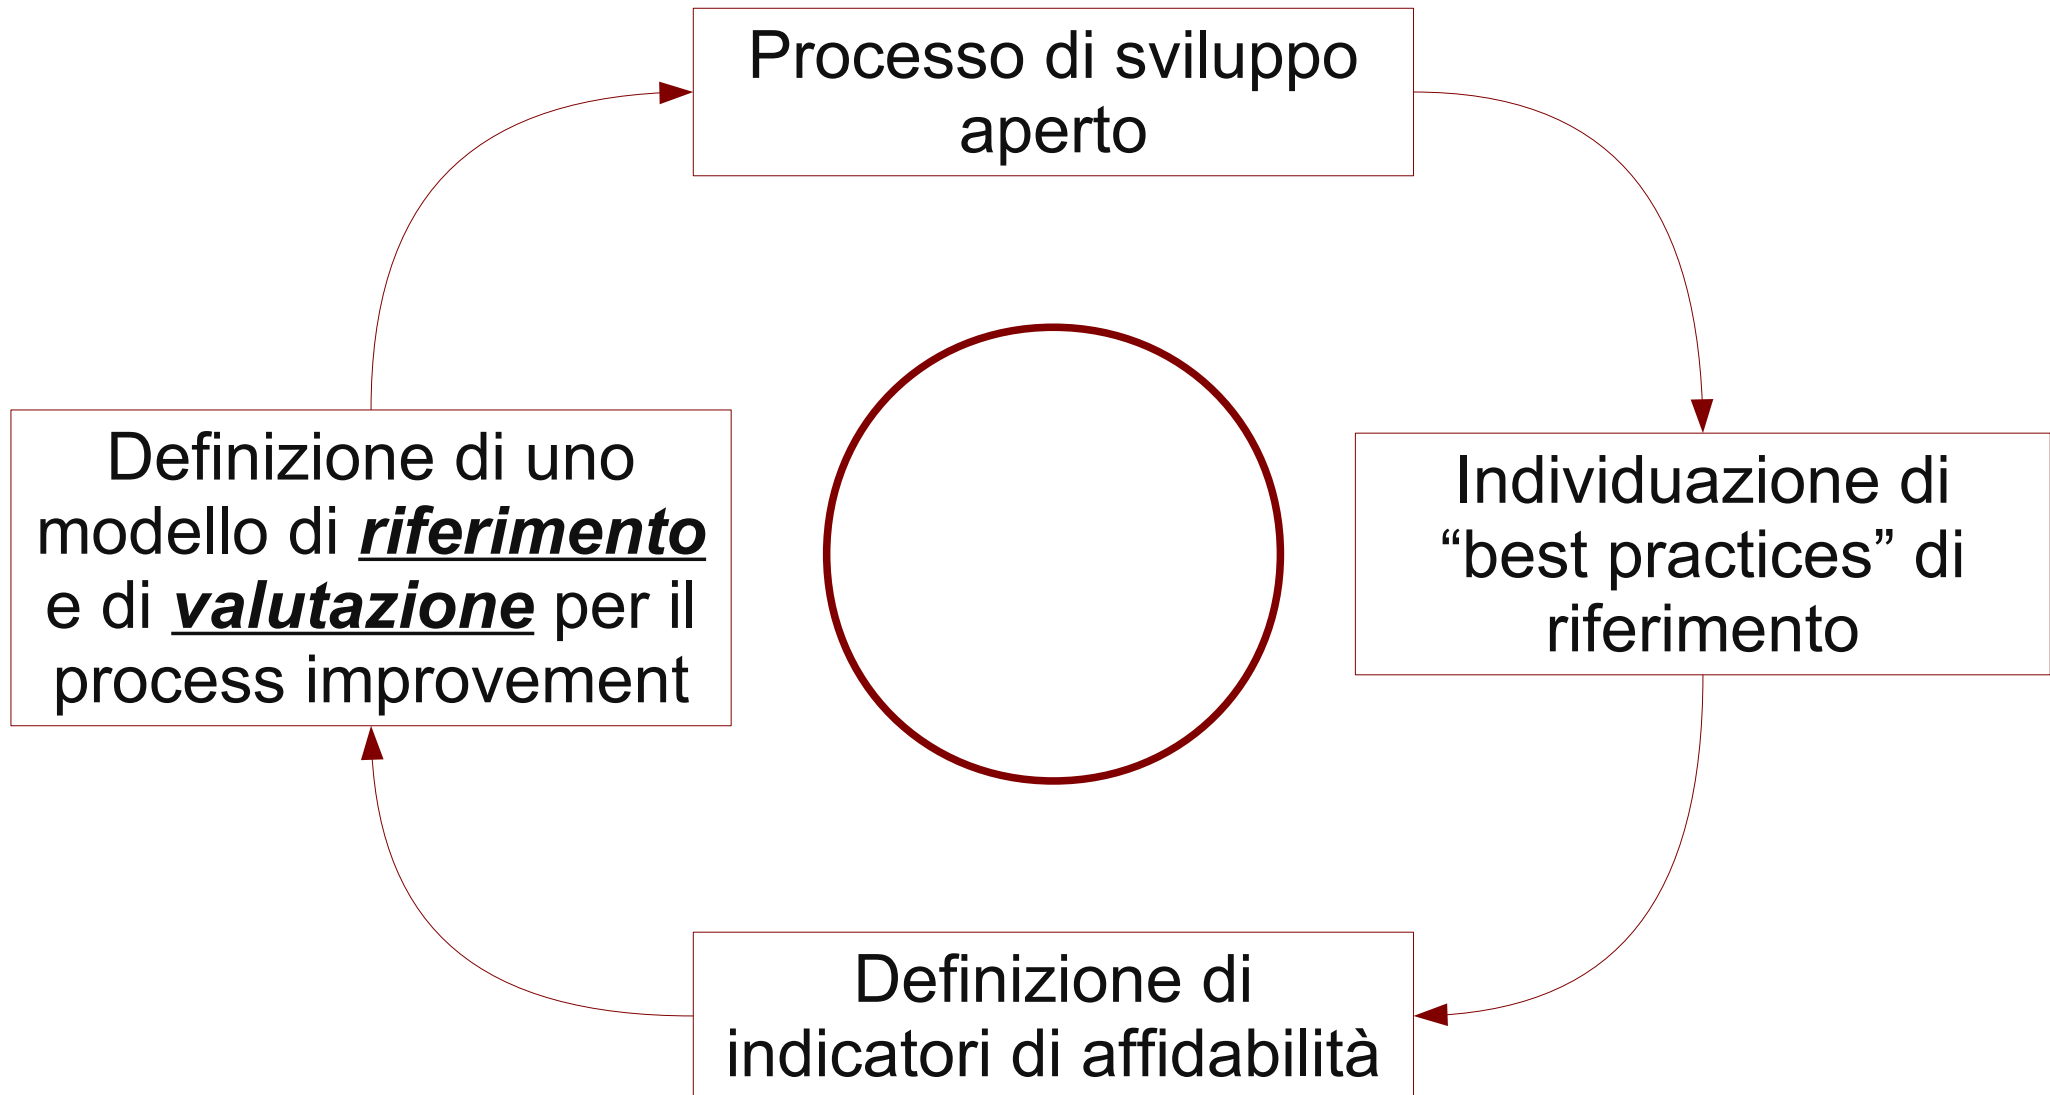 Processo di sviluppo
aperto
Individuazione di
“best practices” di
riferimento
Definizione di
indicatori di affidabilità
Definizione di uno
modello di riferimento
e di valutazione per il
process improvement